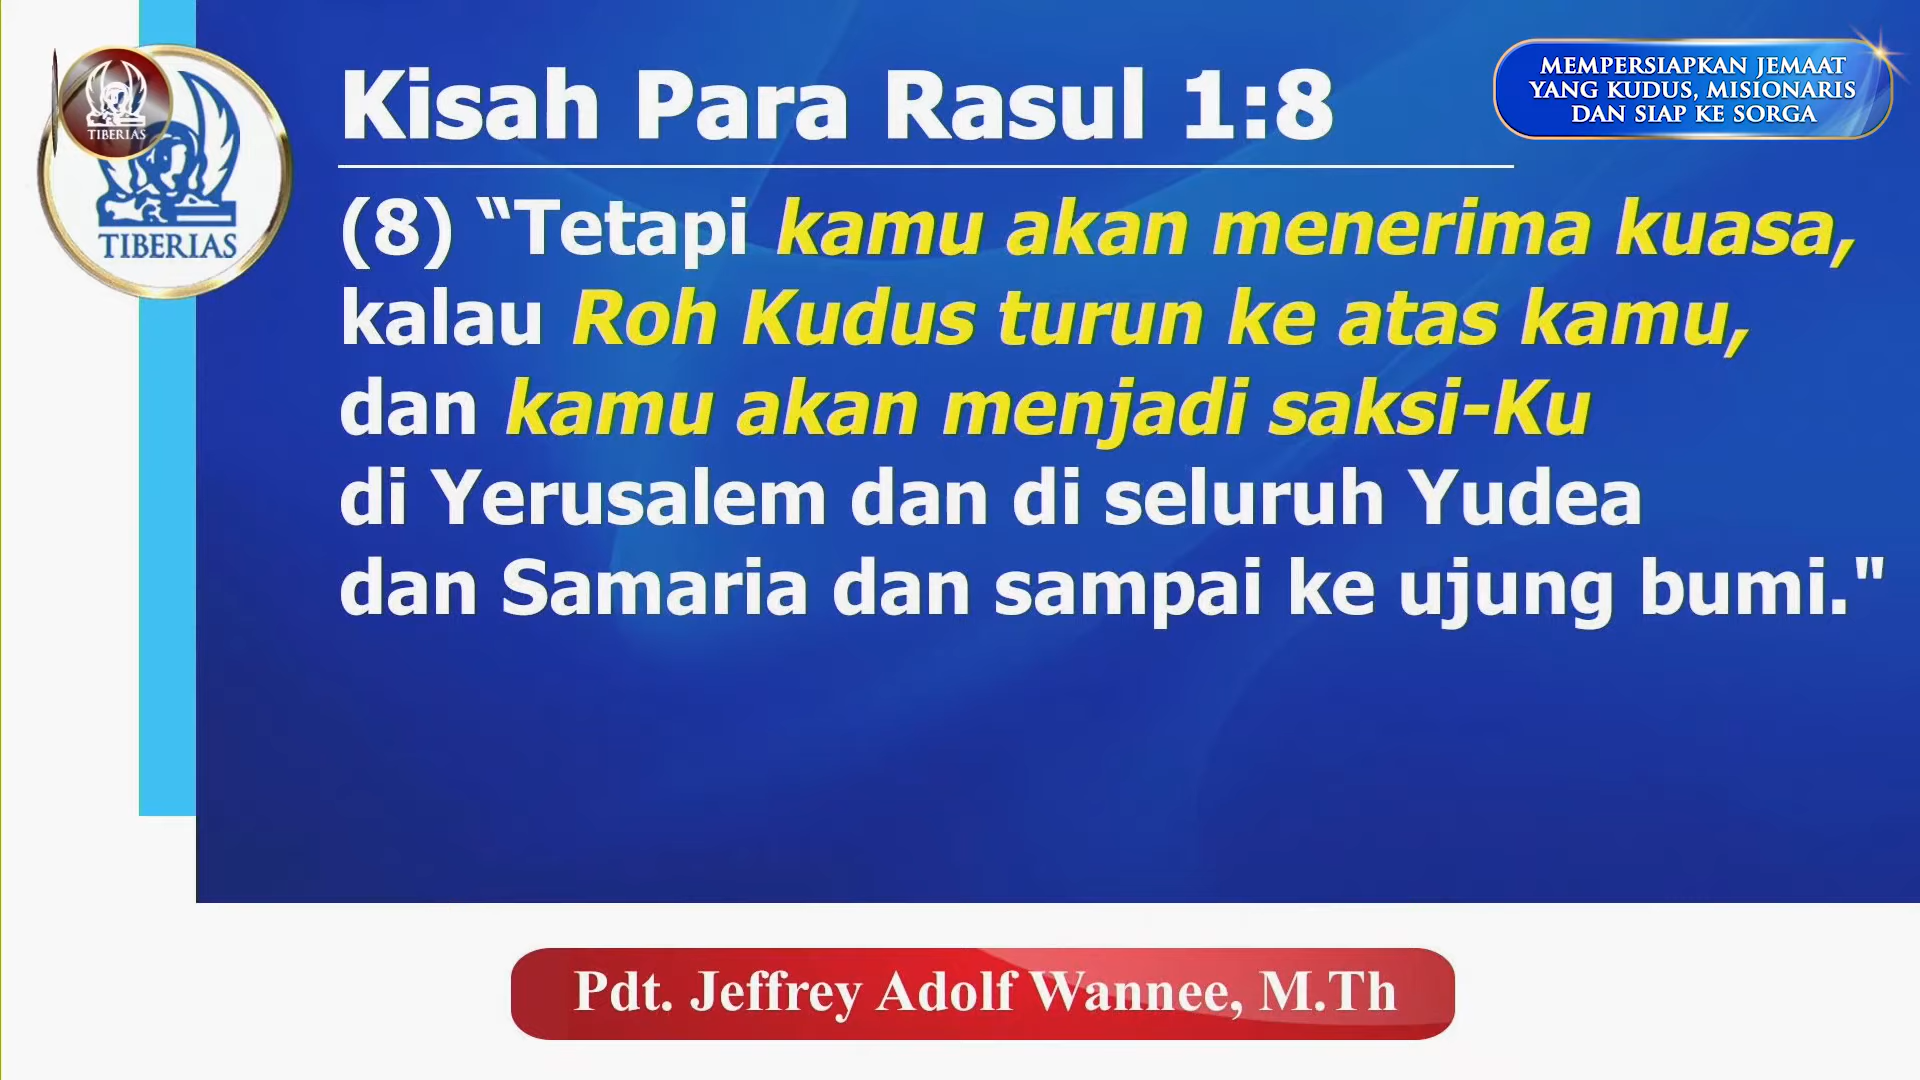 TIBERIAS
TIBERIAS
Kisah Para Rasul 1:8
MEMPERSIAPKAN JEMAAT
YANG KUDUS, MISIONARIS
DAN SIAP KE SORGA
(8) “Tetapi kamu akan menerima kuasa,
kalau Roh Kudus turun ke atas kamu,
dan kamu akan menjadi saksi-Ku
di Yerusalem dan di seluruh Yudea
dan Samaria dan sampai ke ujung bumi."
Pdt. Jeffrey Adolf Wannee, M.Th